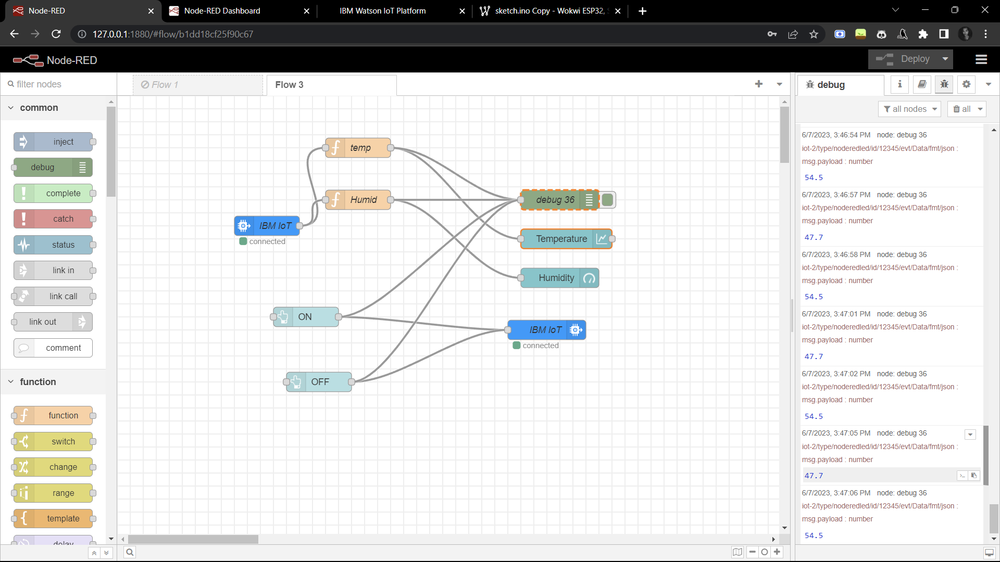 Node-RED
Node-RED Dashboard
IBM Watson IoT Platform
sketch.ino Copy - Wokwi ESP32,
127.0.0.1:1880/#flow/b1dd18cf25f90c67
Node-RED
Deploy
filter nodes
Flow 1
Flow 3
debug
all nodes
all
common
inject
debug
complete
catch
status
link in
link call
link out
comment
function
function
switch
change
range
template
delay
temp
Humid
IBM IoT
connected
debug 36
Temperature
Humidity
ON
IBM IoT
connected
OFF
6/7/2023, 3:46:54 PM node: debug 36
iot-2/type/noderedled/id/12345/evt/Data/fmt/json :
msg.payload : number
54.5
6/7/2023, 3:46:57 PM node: debug 36
iot-2/type/noderedled/id/12345/evt/Data/fmt/json :
msg.payload : number
47.7
6/7/2023, 3:46:58 PM node: debug 36
iot-2/type/noderedled/id/12345/evt/Data/fmt/json :
msg.payload : number
54.5
6/7/2023, 3:47:01 PM node: debug 36
iot-2/type/noderedled/id/12345/evt/Data/fmt/json :
msg.payload : number
47.7
6/7/2023, 3:47:02 PM node: debug 36
iot-2/type/noderedled/id/12345/evt/Data/fmt/json :
msg.payload : number
54.5
6/7/2023, 3:47:05 PM node: debug 36
iot-2/type/noderedled/id/12345/evt/Data/fmt/json :
msg.payload : number
47.7
6/7/2023, 3:47:06 PM node: debug 36
iot-2/type/noderedled/id/12345/evt/Data/fmt/json :
msg.payload : number
54.5